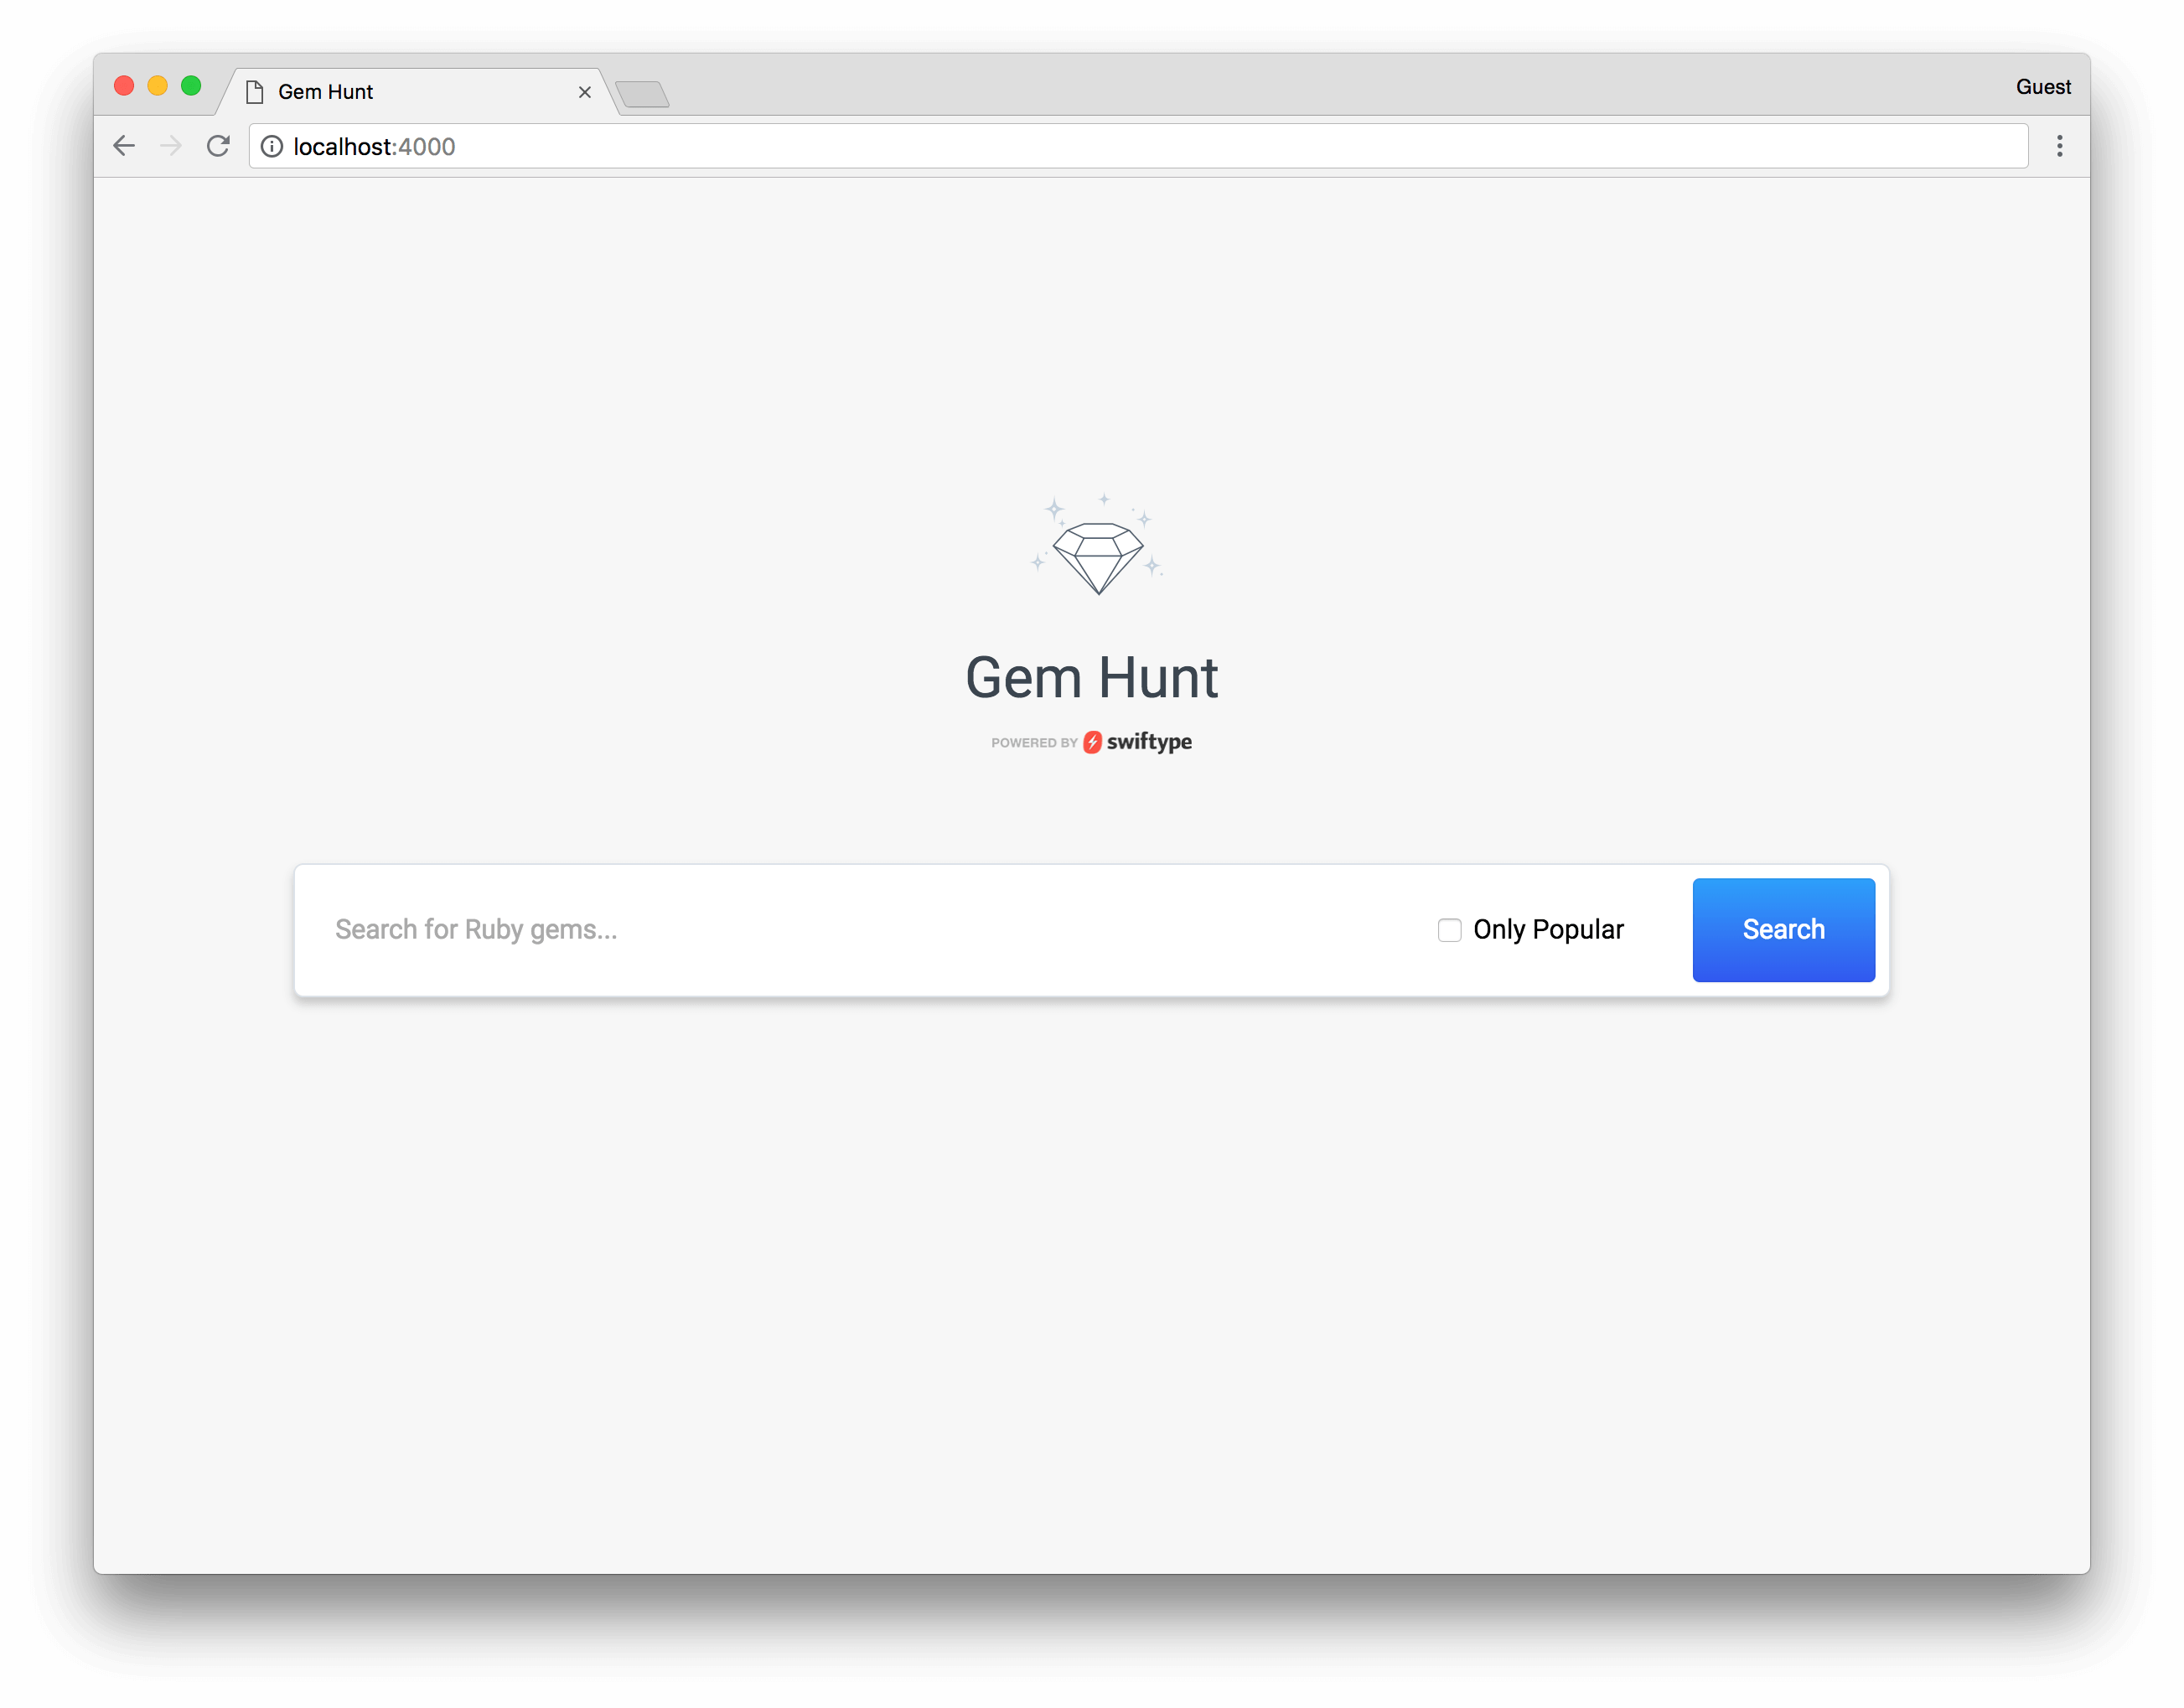 Gem Hunt
Guest
localhost:4000
Gem Hunt
POWERED BY swiftype
Search for Ruby gems...
Only Popular
Search